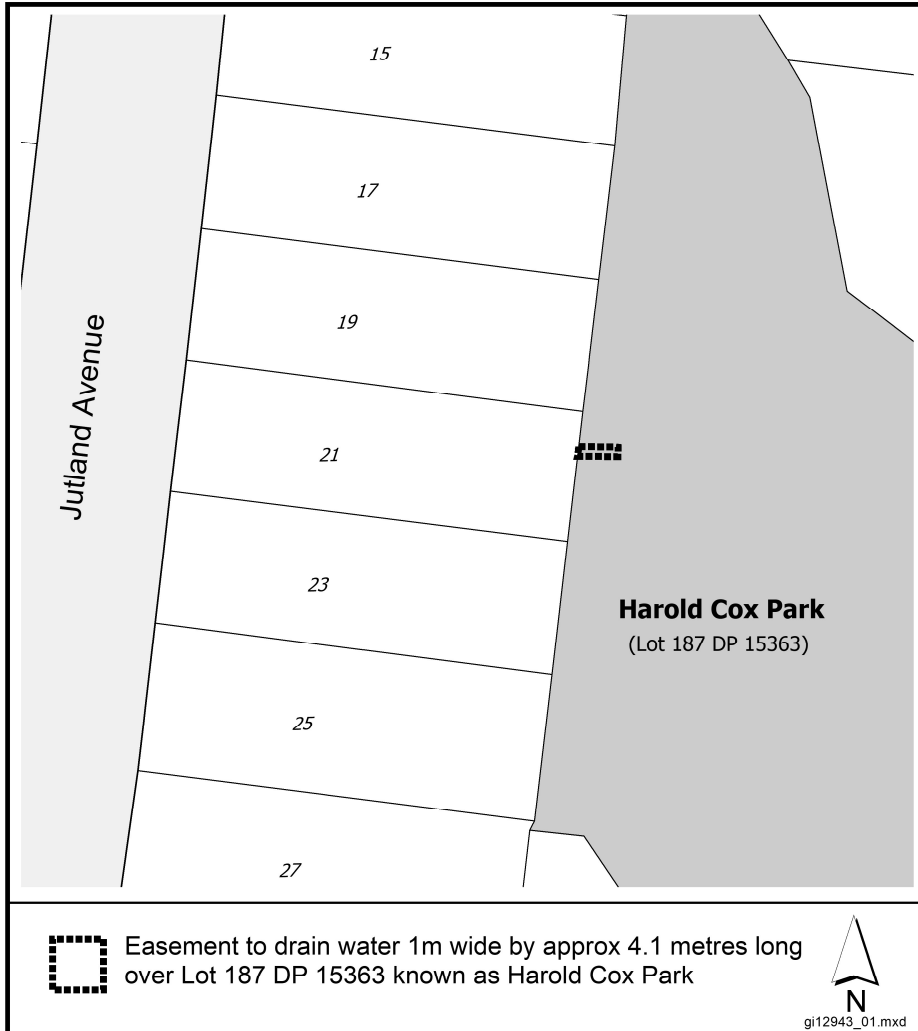 15
17
19
Jutland Avenue
21
23
Harold Cox Park
(Lot 187 DP 15363)
25
27
Easement to drain water 1m wide by approx 4.1 metres long
over Lot 187 DP 15363 known as Harold Cox Park
N
gi12943_01.mxd